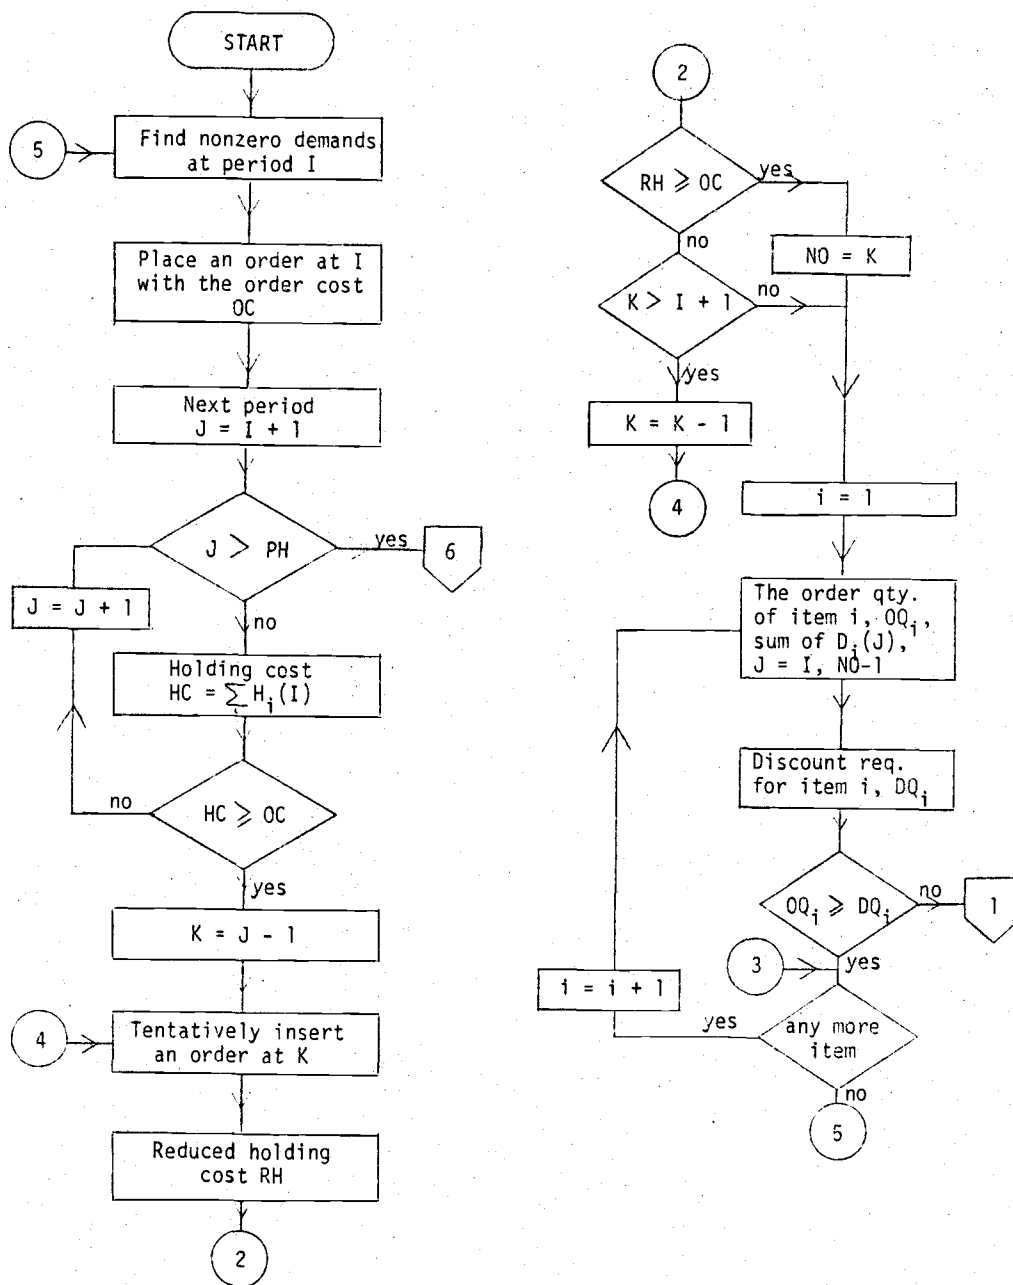 START
5
Find nonzero demands
at period I
Place an order at I
with the order cost
OC
Next period
J = I + 1
J > PH
yes
6
J = J + 1
no
Holding cost
HC = ∑ H_i(I)
no
HC ⩾ OC
yes
K = J - 1
4
Tentatively insert
an order at K
Reduced holding
cost RH
2
2
RH ⩾ OC
yes
no
NO = K
K > I + 1
no
yes
K = K - 1
4
i = 1
The order qty.
of item i, OQ_i,
sum of D_i(J),
J = I, NO-1
Discount req.
for item i, DQ_i
OQ_i ⩾ DQ_i
no
1
3
yes
i = i + 1
yes
any more
item
no
5